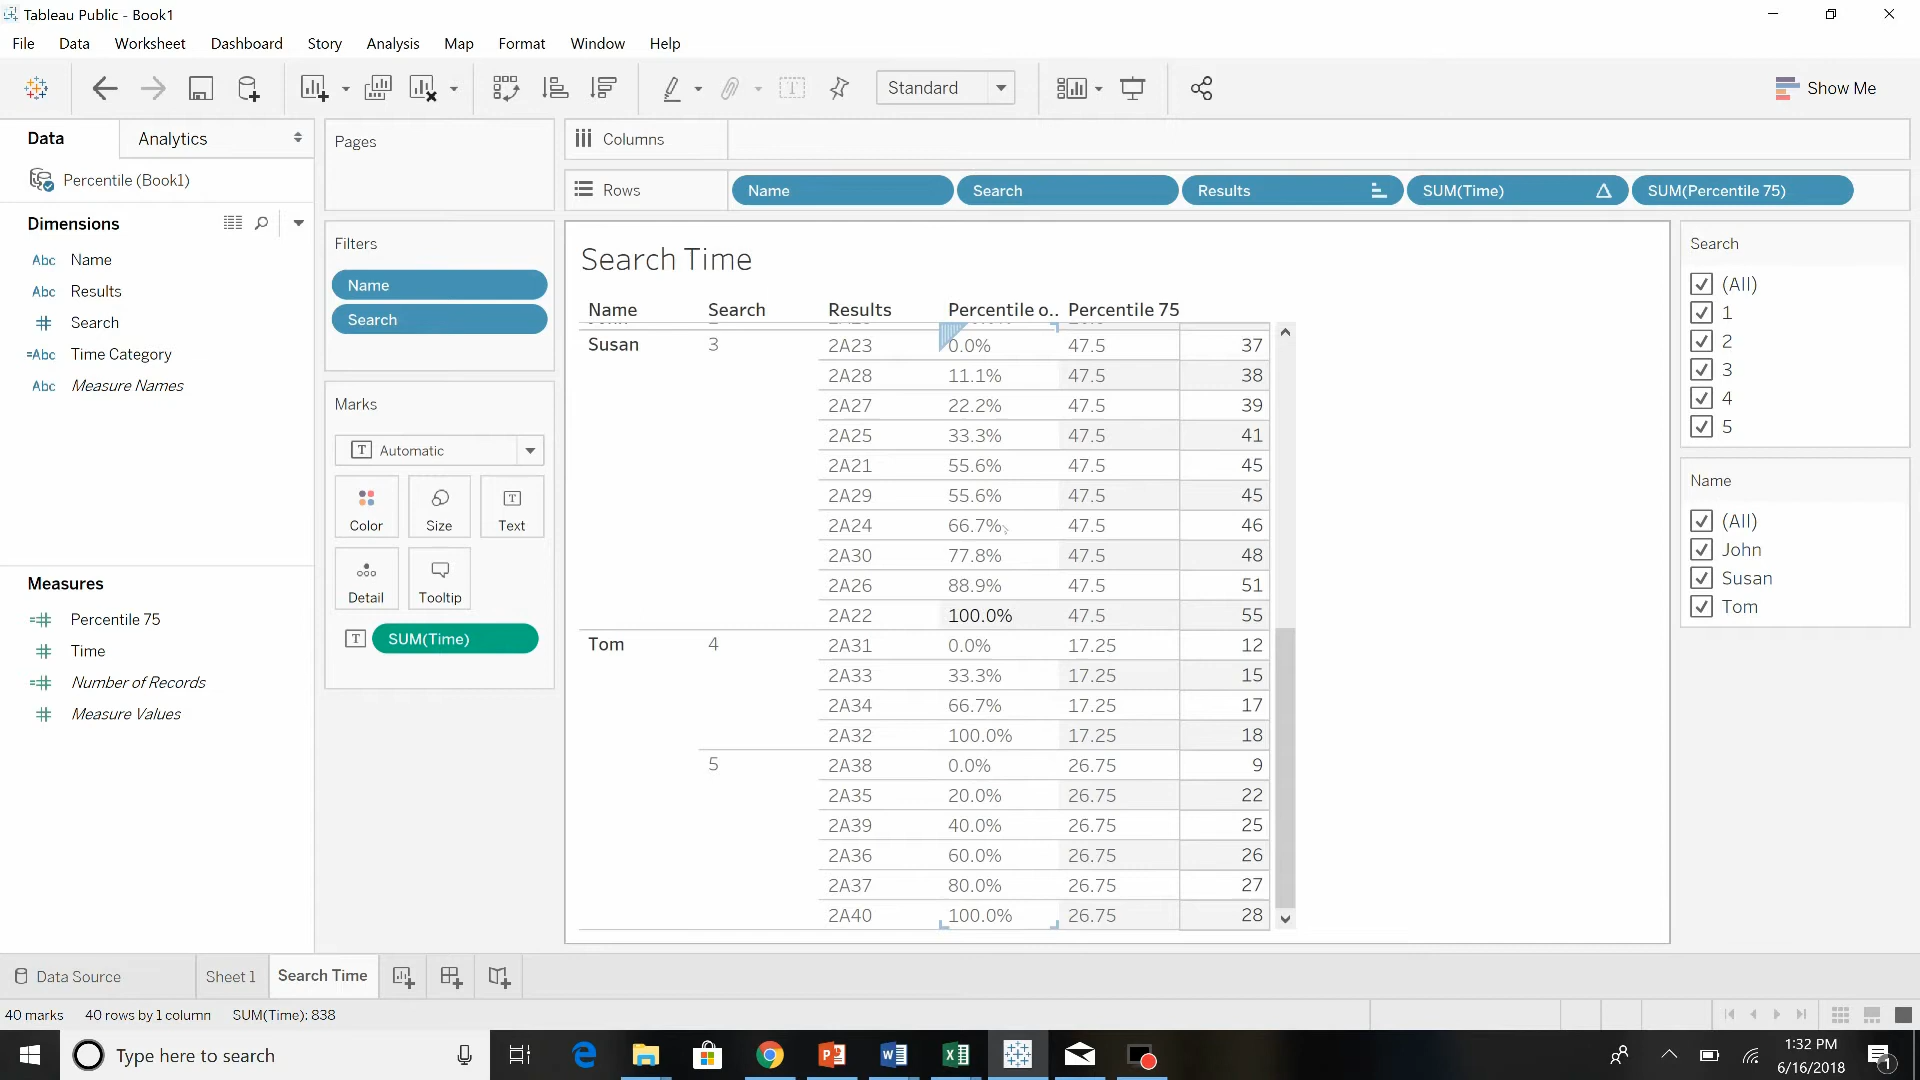 Tableau Public - Book1
File Data Worksheet Dashboard Story Analysis Map Format Window Help
Standard
Show Me
Data Analytics
Percentile (Book1)
Dimensions
Abc Name
Abc Results
# Search
=Abc Time Category
Abc Measure Names
Measures
=# Percentile 75
# Time
=# Number of Records
# Measure Values
Pages
Filters
Name
Search
Marks
T Automatic
Color Size Text
Detail Tooltip
T SUM(Time)
Columns
Rows Name Search Results SUM(Time) SUM(Percentile 75)
Search Time
Name Search Results Percentile o.. Percentile 75
Susan 3 2A23 0.0% 47.5 37
2A28 11.1% 47.5 38
2A27 22.2% 47.5 39
2A25 33.3% 47.5 41
2A21 55.6% 47.5 45
2A29 55.6% 47.5 45
2A24 66.7% 47.5 46
2A30 77.8% 47.5 48
2A26 88.9% 47.5 51
2A22 100.0% 47.5 55
Tom 4 2A31 0.0% 17.25 12
2A33 33.3% 17.25 15
2A34 66.7% 17.25 17
2A32 100.0% 17.25 18
5 2A38 0.0% 26.75 9
2A35 20.0% 26.75 22
2A39 40.0% 26.75 25
2A36 60.0% 26.75 26
2A37 80.0% 26.75 27
2A40 100.0% 26.75 28
Search
(All)
1
2
3
4
5
Name
(All)
John
Susan
Tom
Data Source Sheet 1 Search Time
40 marks 40 rows by 1 column SUM(Time): 838
Type here to search
1:32 PM
6/16/2018
1